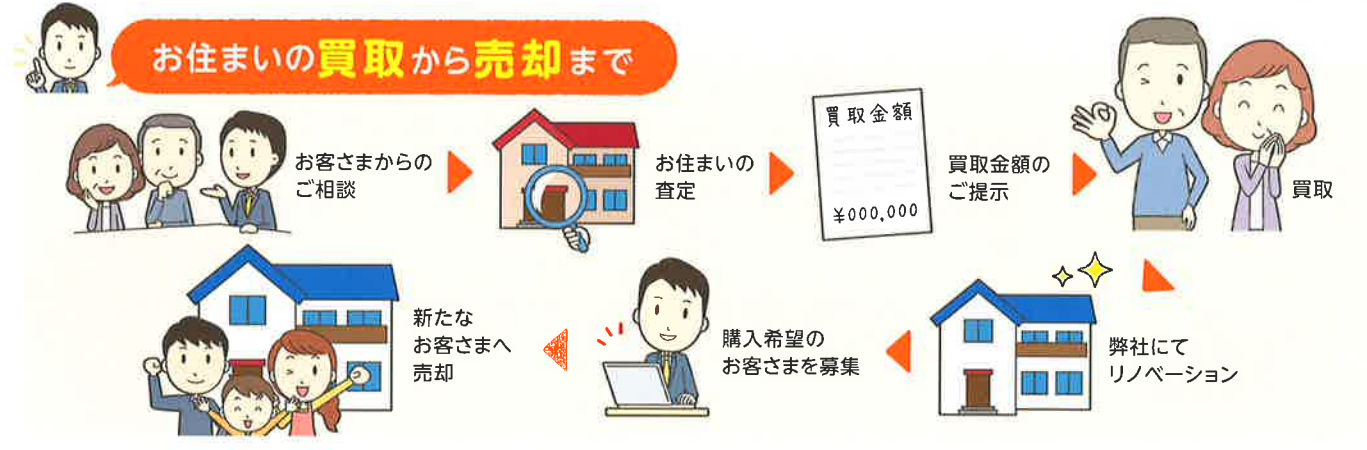 お住まいの買取から売却まで
お客さまからの
ご相談
お住まいの
査定
買取金額
¥000,000
買取金額の
ご提示
買取
弊社にて
リノベーション
購入希望の
お客さまを募集
新たな
お客さまへ
売却